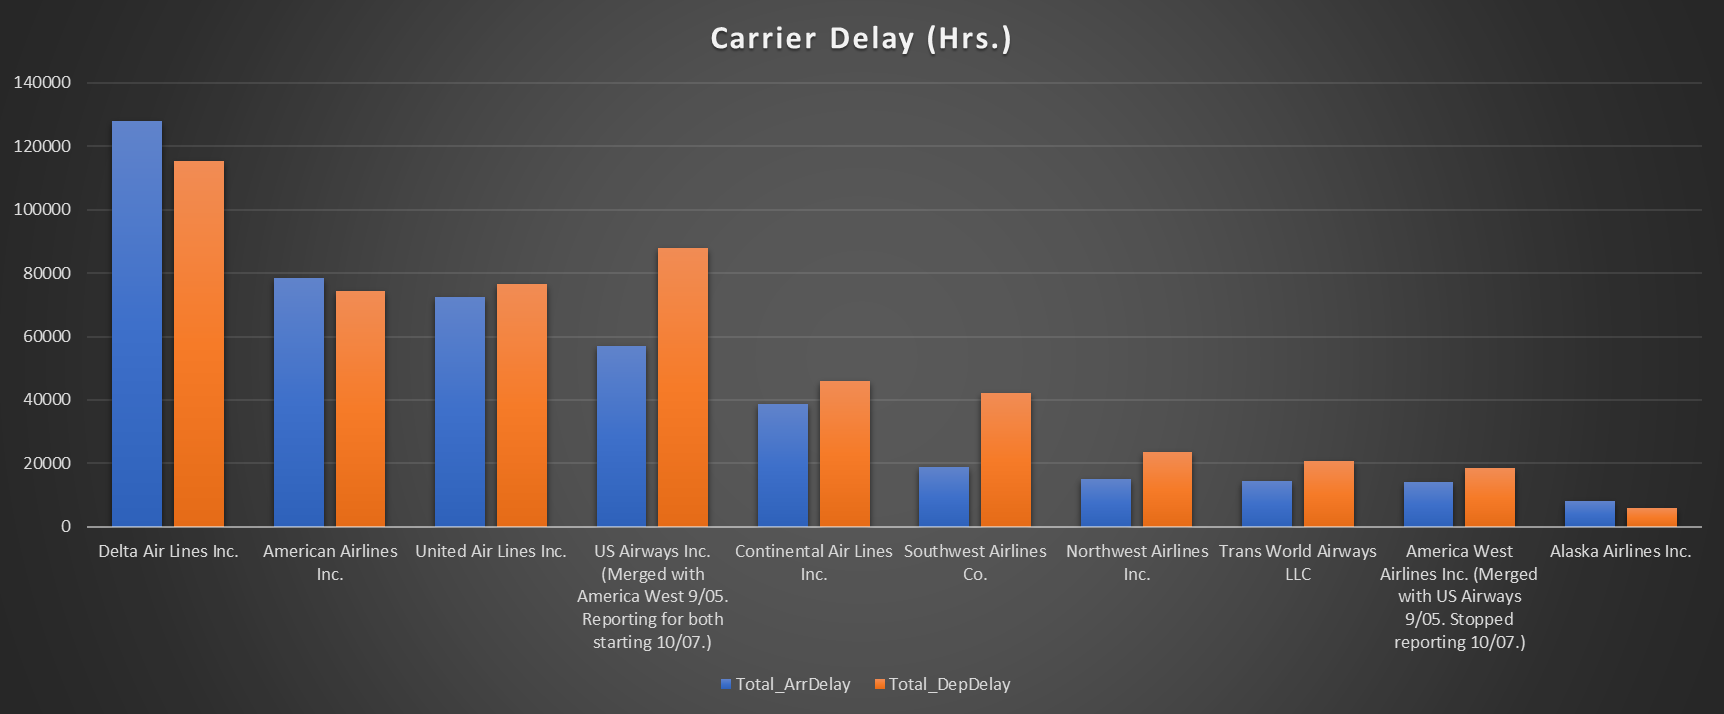 Carrier Delay (Hrs.)
140000
120000
100000
80000
60000
40000
20000
0
Delta Air Lines Inc.
American Airlines
Inc.
United Air Lines Inc.
US Airways Inc.
(Merged with
America West 9/05.
Reporting for both
starting 10/07.)
Continental Air Lines
Inc.
Southwest Airlines
Co.
Northwest Airlines
Inc.
Trans World Airways
LLC
America West
Airlines Inc. (Merged
with US Airways
9/05. Stopped
reporting 10/07.)
Alaska Airlines Inc.
Total_ArrDelay
Total_DepDelay